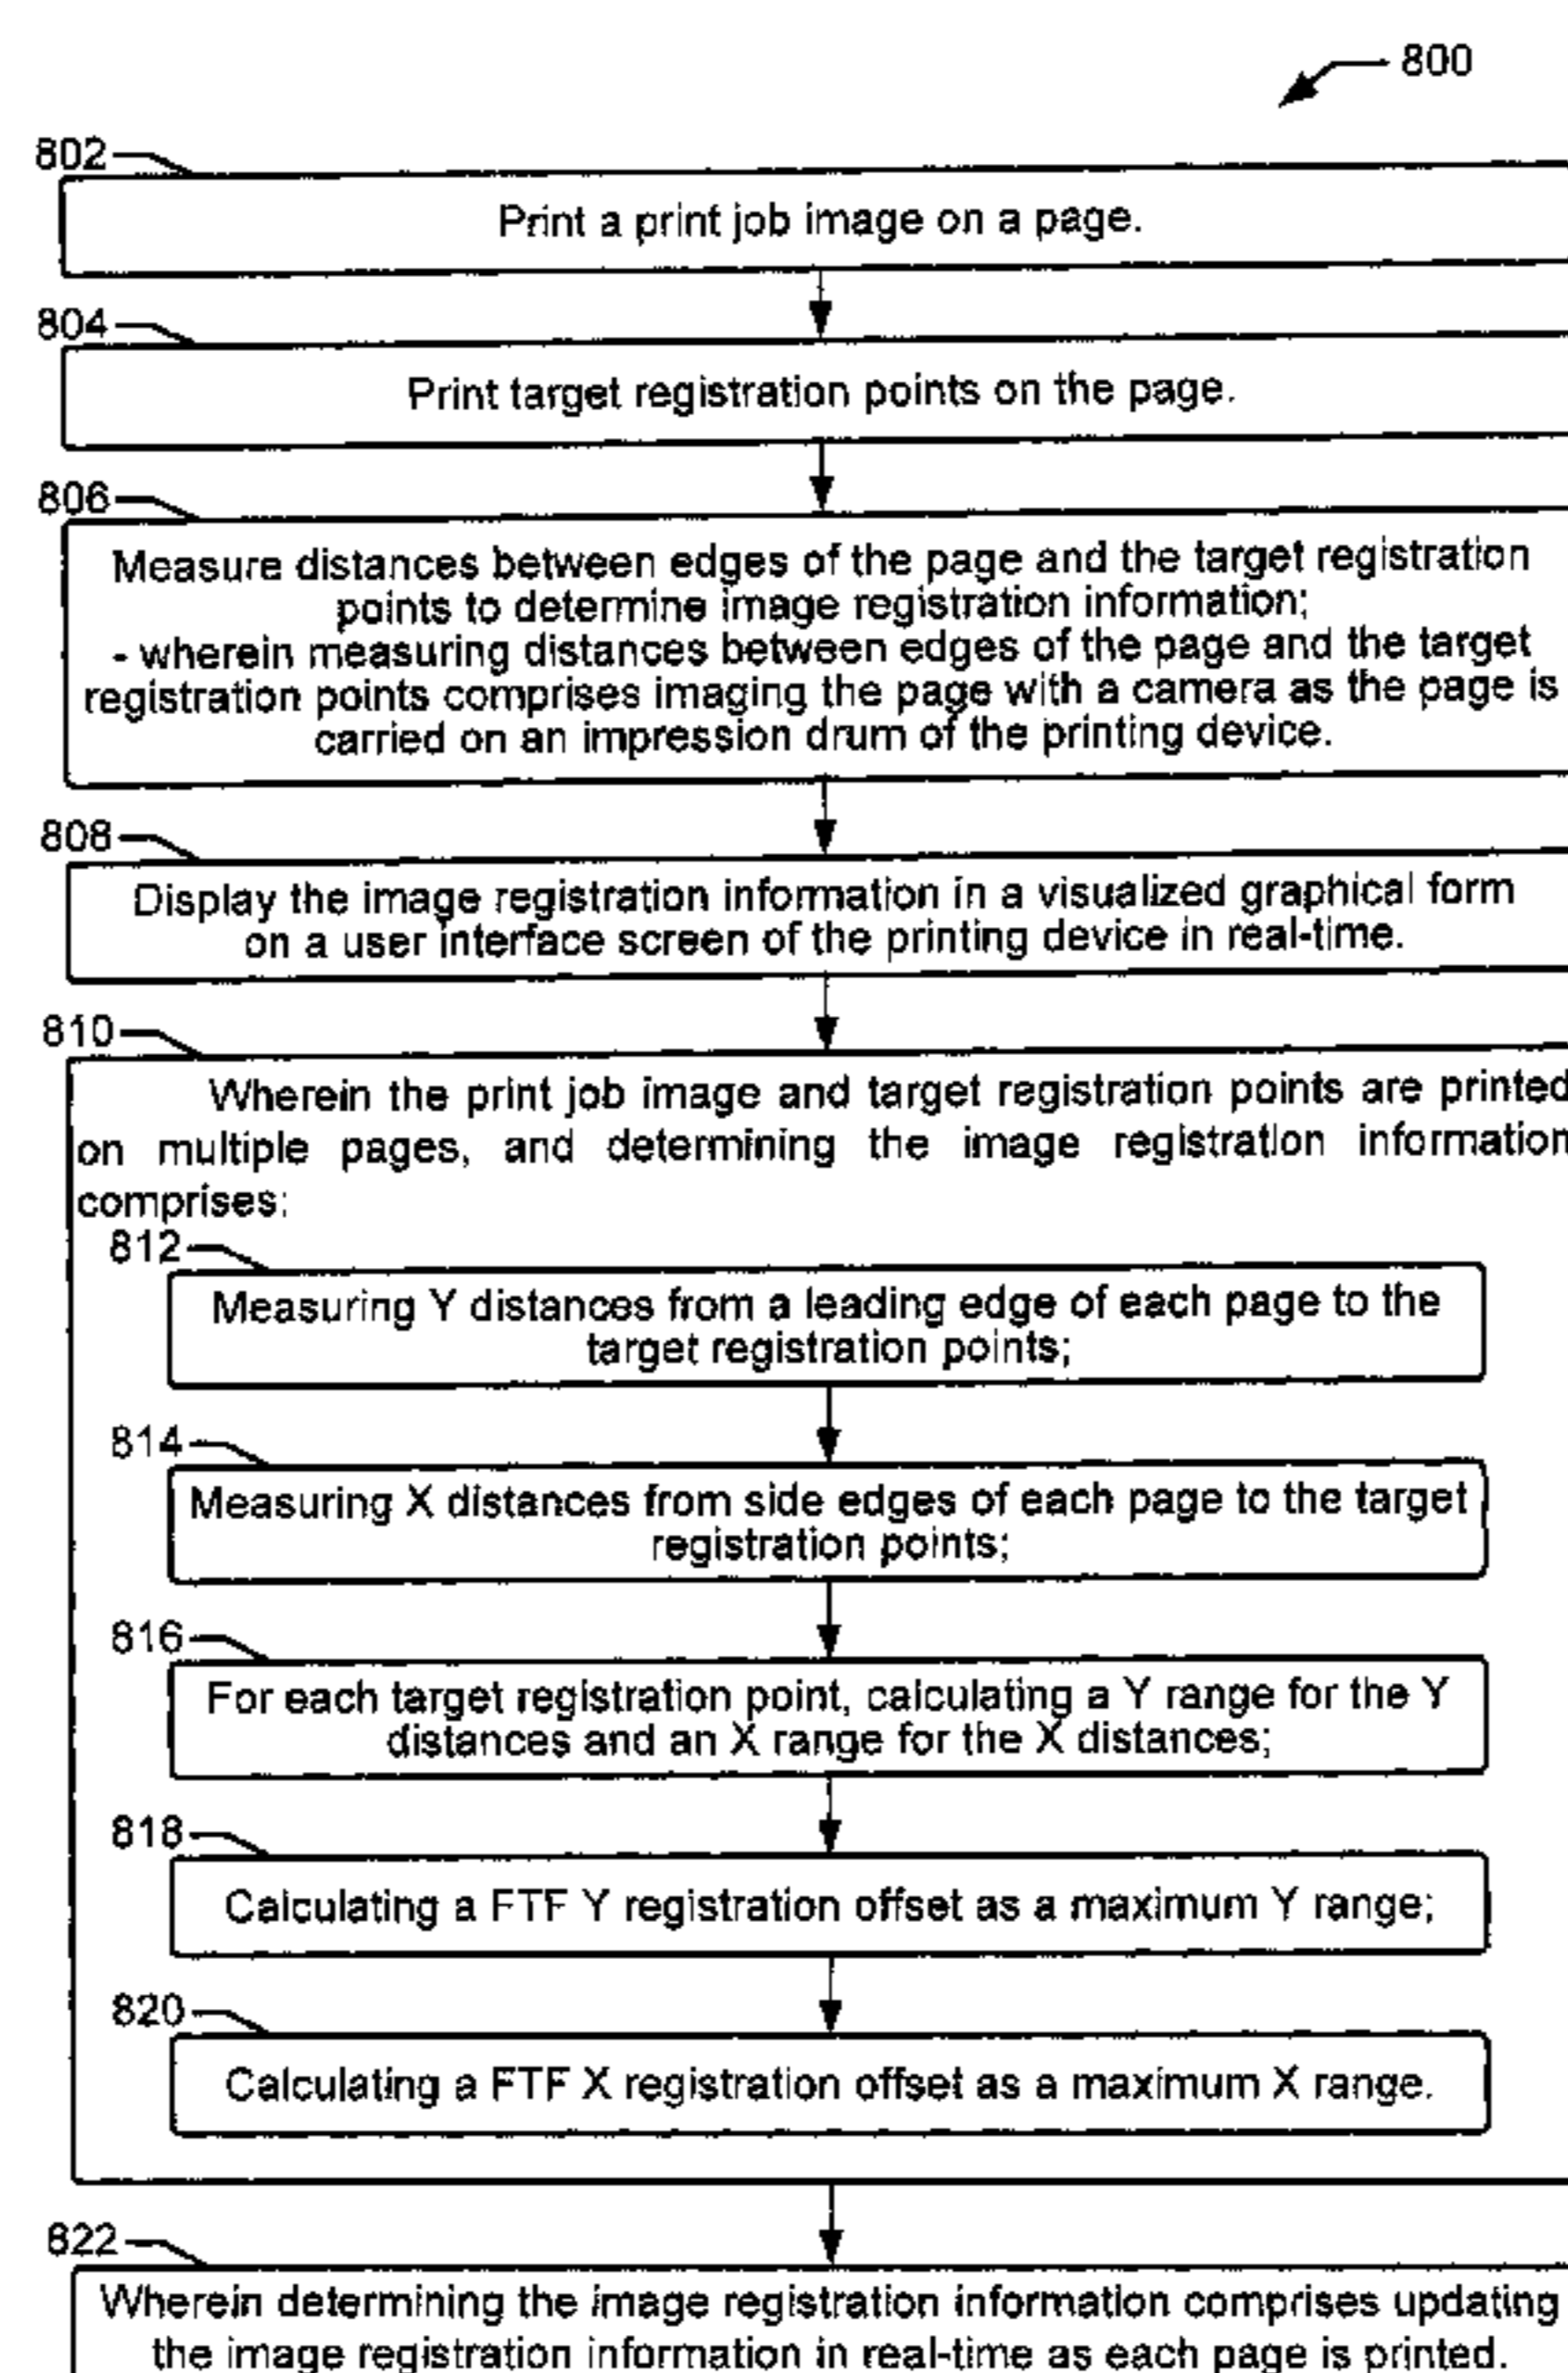 800
802
Print a print job image on a page.
804
Print target registration points on the page.
806
Measure distances between edges of the page and the target registration
points to determine image registration information;
- wherein measuring distances between edges of the page and the target
registration points comprises imaging the page with a camera as the page is
carried on an impression drum of the printing device.
808
Display the image registration information in a visualized graphical form
on a user interface screen of the printing device in real-time.
810
Wherein the print job image and target registration points are printed
on multiple pages, and determining the image registration information
comprises:
812
Measuring Y distances from a leading edge of each page to the
target registration points;
814
Measuring X distances from side edges of each page to the target
registration points;
816
For each target registration point, calculating a Y range for the Y
distances and an X range for the X distances;
818
Calculating a FTF Y registration offset as a maximum Y range;
820
Calculating a FTF X registration offset as a maximum X range.
822
Wherein determining the image registration information comprises updating
the image registration information in real-time as each page is printed.